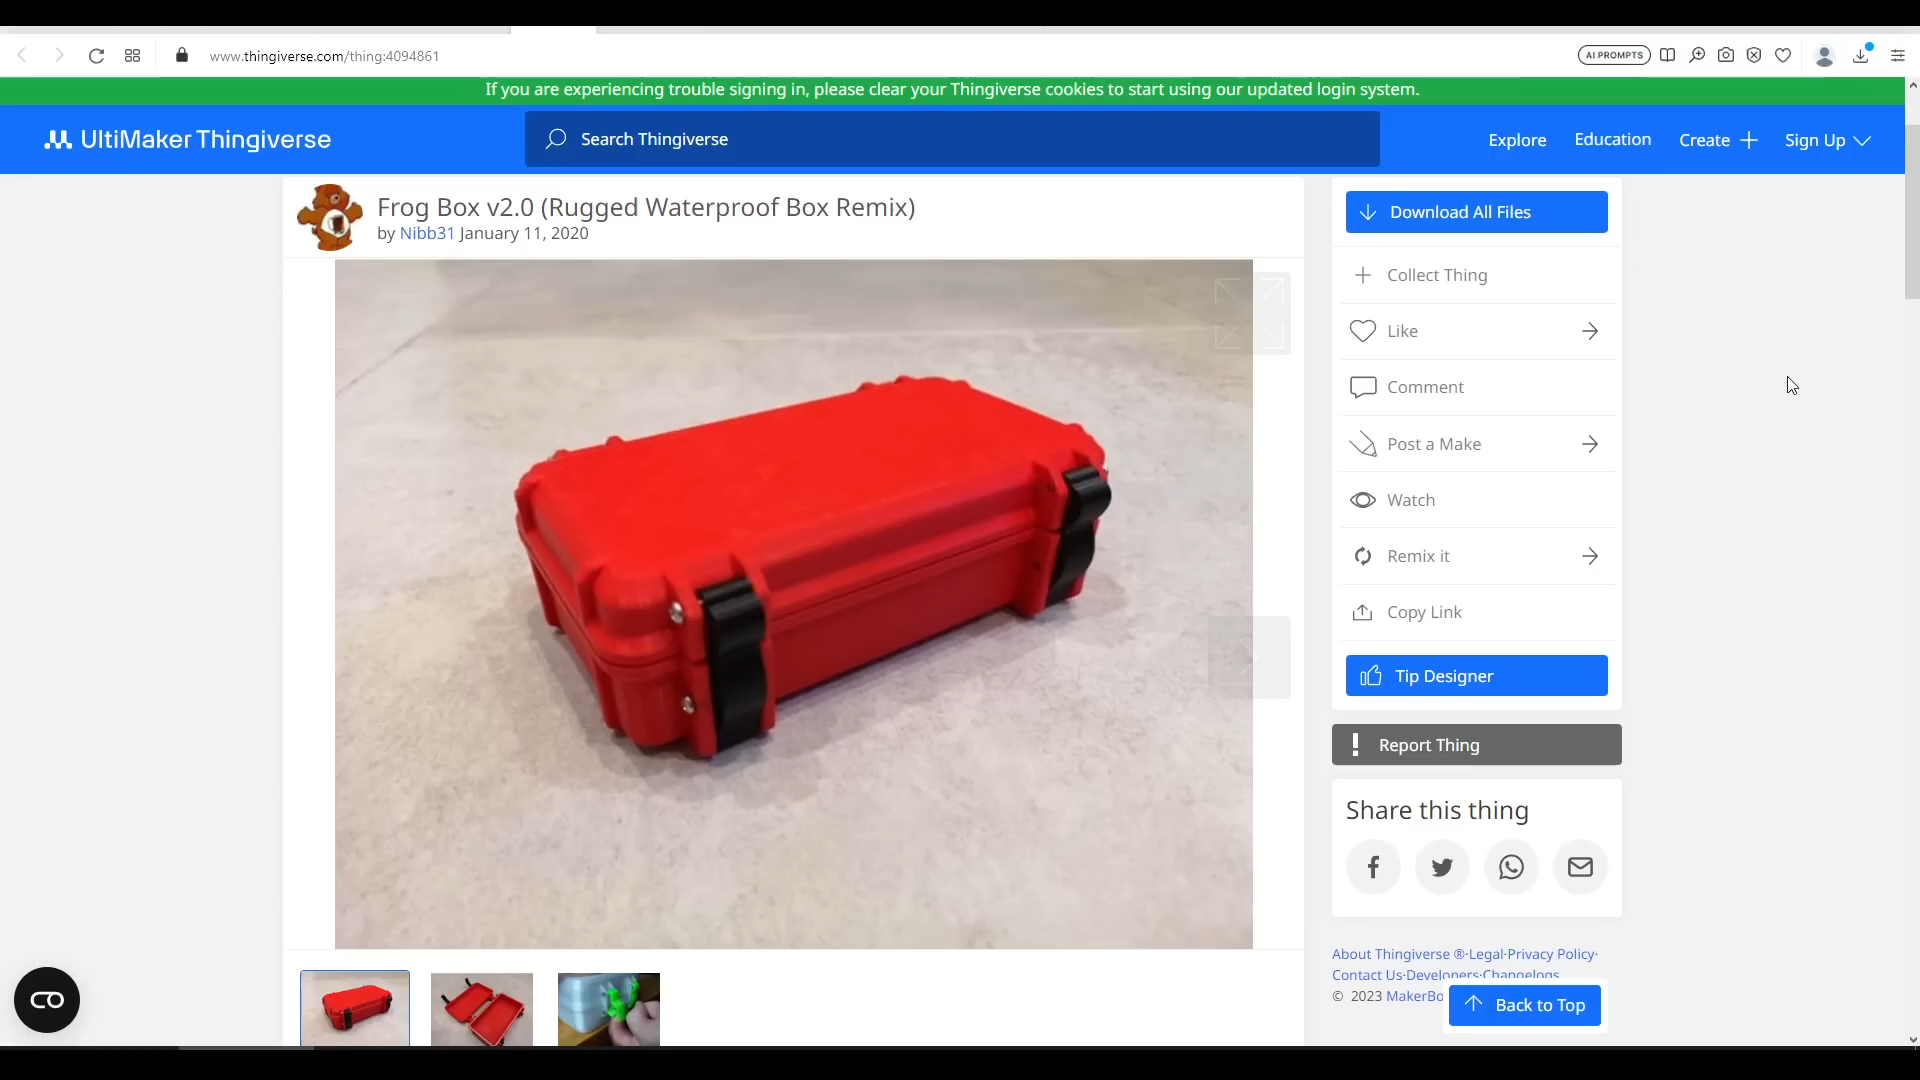 www.thingiverse.com/thing:4094861
AI PROMPTS
If you are experiencing trouble signing in, please clear your Thingiverse cookies to start using our updated login system.
UltiMaker Thingiverse
Search Thingiverse
Explore
Education
Create
Sign Up
Frog Box v2.0 (Rugged Waterproof Box Remix)
by Nibb31 January 11, 2020
Download All Files
Collect Thing
Like
Comment
Post a Make
Watch
Remix it
Copy Link
Tip Designer
Report Thing
Share this thing
About Thingiverse ®·Legal·Privacy Policy·
Contact Us·Developers·Changelogs
© 2023 MakerBo
Back to Top